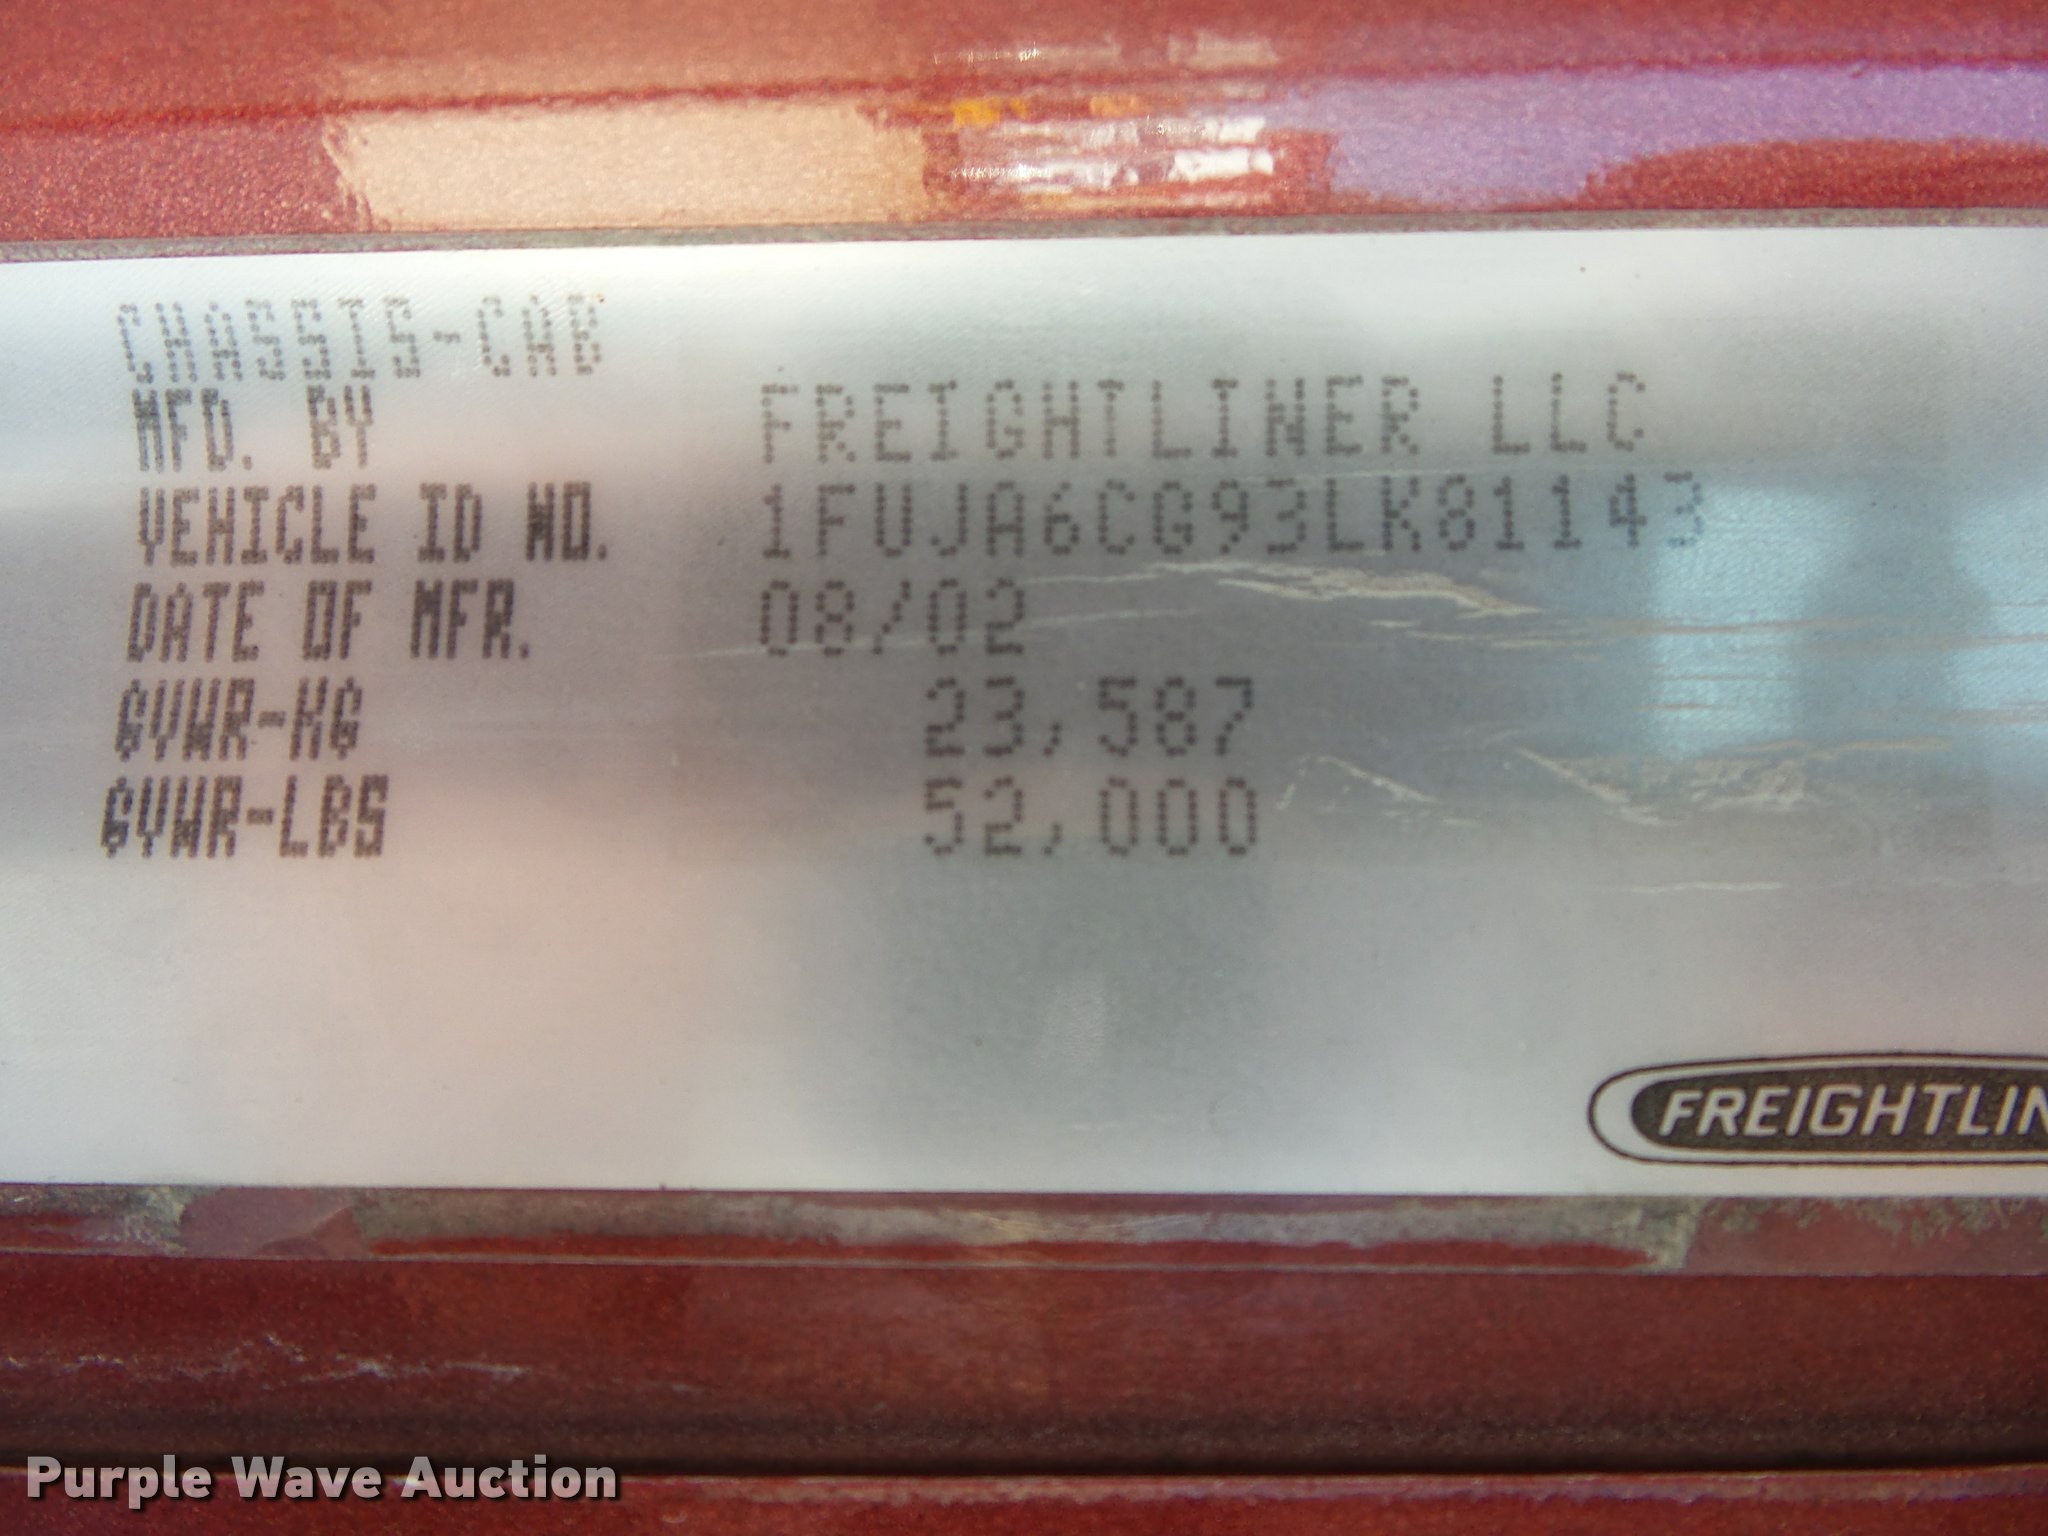 CHASSIS-CAB
MFD. BY FREIGHTLINER LLC
VEHICLE ID NO. 1FUJA6CG93LK81143
DATE OF MFR. 08/02
GVWR-KG 23,587
GVWR-LBS 52,000
FREIGHTLIN
Purple Wave Auction